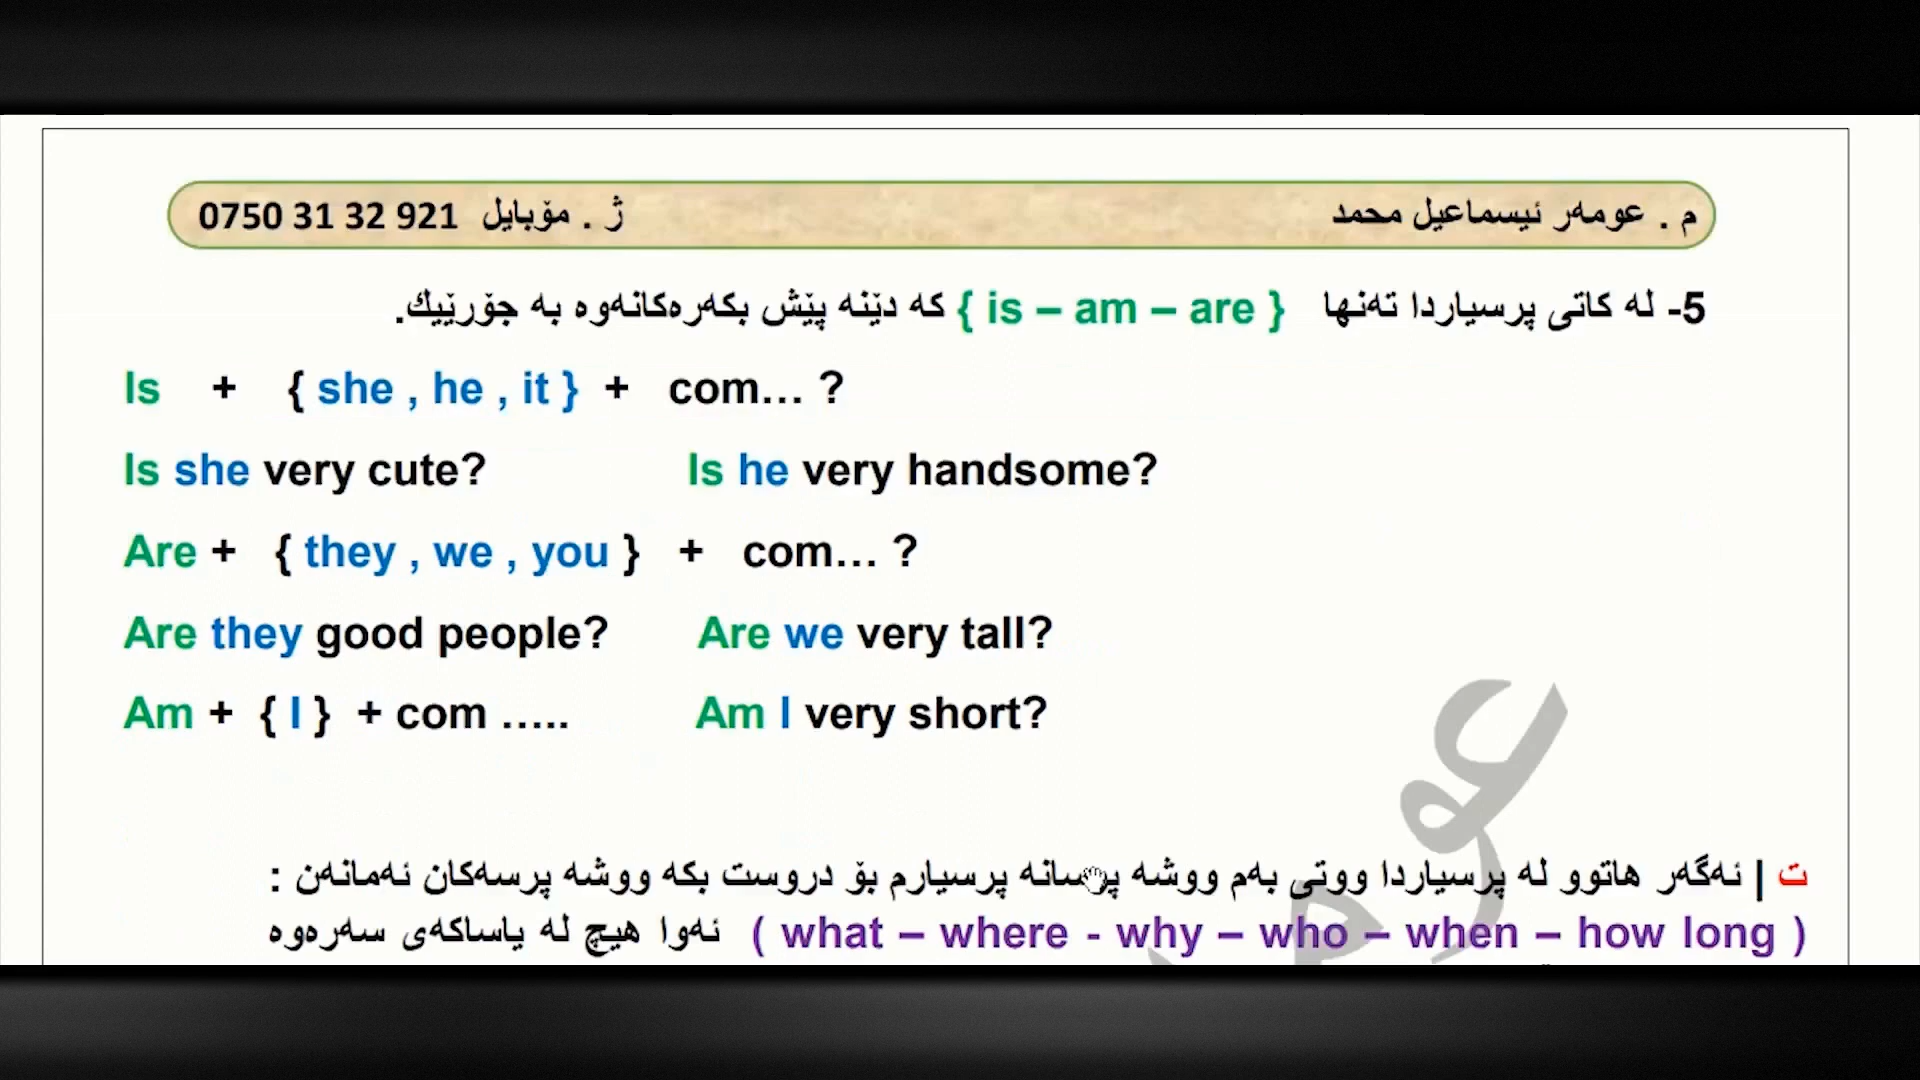 م . عومەر ئیسماعیل محمد ژ . مۆبایل 0750 31 32 921
5- لە کاتی پرسیاردا تەنها { is – am – are } کە دێنە پێش بکەرەکانەوە بە جۆرێیك.
Is + { she , he , it } + com… ?
Is she very cute? Is he very handsome?
Are + { they , we , you } + com… ?
Are they good people? Are we very tall?
Am + { I } + com ….. Am I very short?
ت | ئەگەر هاتوو لە پرسیاردا ووتی بەم ووشە پرسانە پرسیارم بۆ دروست بکە ووشە پرسەکان ئەمانەن :
( what – where - why – who – when – how long ) ئەوا هیچ لە یاساکەی سەرەوە
عومەر